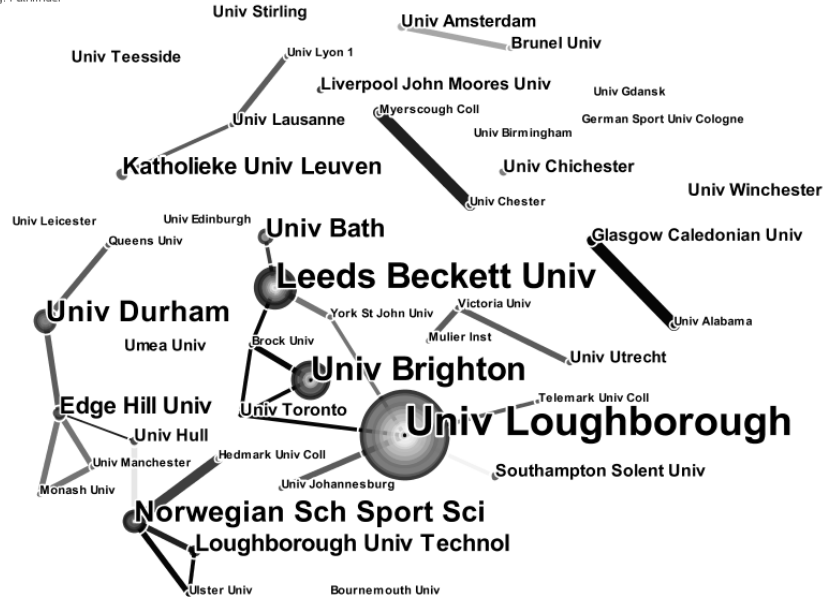 Univ Stirling
Univ Amsterdam
Brunel Univ
Univ Lyon 1
Univ Teesside
Liverpool John Moores Univ
Univ Gdansk
Myerscough Coll
Univ Lausanne
German Sport Univ Cologne
Univ Birmingham
Katholieke Univ Leuven
Univ Chichester
Univ Winchester
Univ Chester
Univ Leicester
Univ Edinburgh
Univ Bath
Queens Univ
Glasgow Caledonian Univ
Leeds Beckett Univ
Victoria Univ
Univ Durham
York St John Univ
Univ Alabama
Mulier Inst
Umea Univ
Brock Univ
Univ Utrecht
Univ Brighton
Telemark Univ Coll
Edge Hill Univ
Univ Toronto
Univ Loughborough
Univ Hull
Hedmark Univ Coll
Univ Manchester
Southampton Solent Univ
Monash Univ
Univ Johannesburg
Norwegian Sch Sport Sci
Loughborough Univ Technol
Ulster Univ
Bournemouth Univ